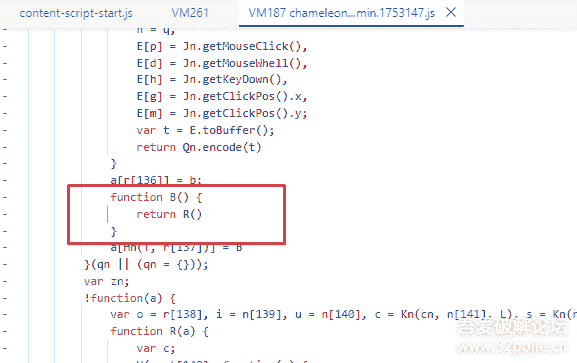 content-script-start.js VM261 VM187 chameleon...min.1753147.js ×
n = q,
E[p] = Jn.getMouseClick(),
E[d] = Jn.getMouseWhell(),
E[h] = Jn.getKeyDown(),
E[g] = Jn.getClickPos().x,
E[m] = Jn.getClickPos().y;
var t = E.toBuffer();
return Qn.encode(t)
}
a[r[136]] = b;
function B() {
return R()
}
a[Hn(f, r[137])] = B
}(qn || (qn = {}));
var zn;
!function(a) {
var o = r[138], i = n[139], u = n[140], c = Kn(cn, n[141], L), s = Kn(n
function R(a) {
var c;
吾爱破解论坛
www.52pojie.cn